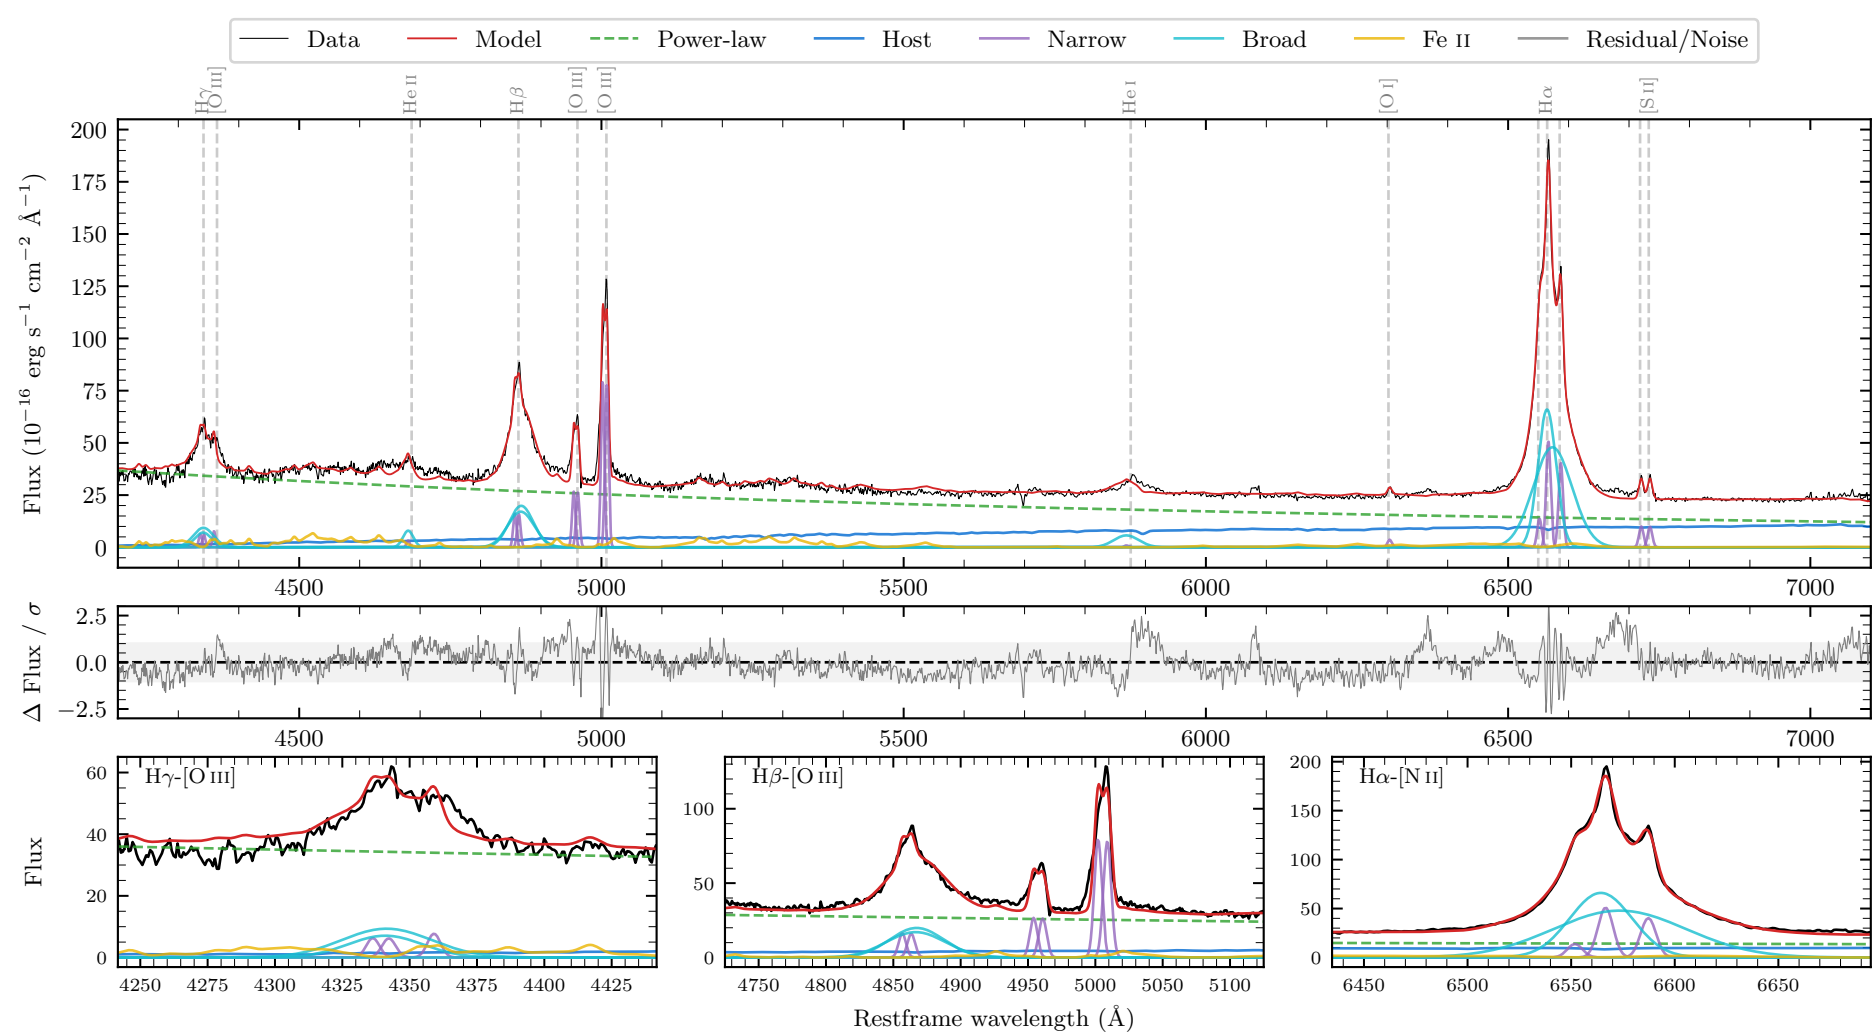 Data Model Power-law Host Narrow Broad Fe II Residual/Noise
Hγ [O III] He II Hβ [O III] [O III] He I [O I] Hα [S II]
Flux (10⁻¹⁶ erg s⁻¹ cm⁻² Å⁻¹)
200
175
150
125
100
75
50
25
0
4500 5000 5500 6000 6500 7000
Δ Flux / σ
2.5
0.0
−2.5
4500 5000 5500 6000 6500 7000
Flux
Hγ-[O III]
60
40
20
0
4250 4275 4300 4325 4350 4375 4400 4425
Hβ-[O III]
100
50
0
4750 4800 4850 4900 4950 5000 5050 5100
Hα-[N II]
200
150
100
50
0
6450 6500 6550 6600 6650
Restframe wavelength (Å)